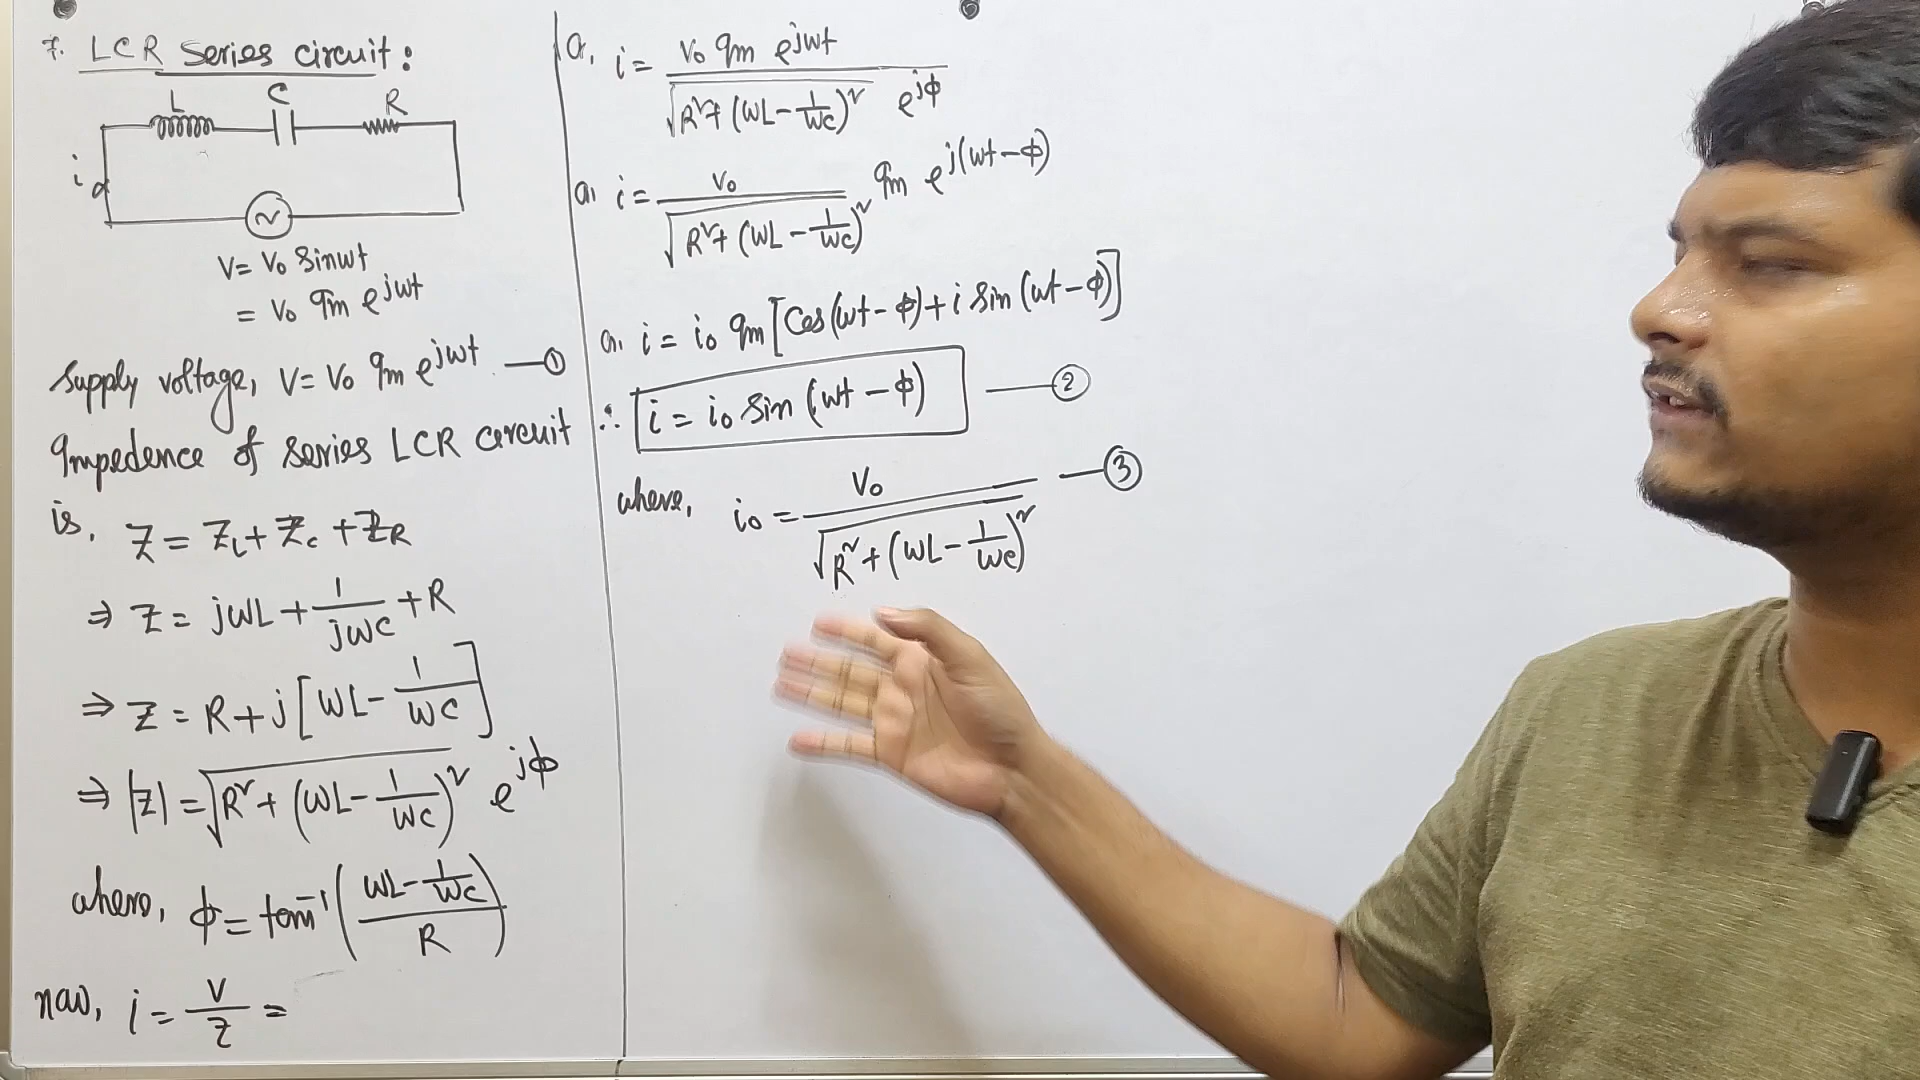 7. LCR Series circuit:
L C R
i
~
V = V₀ Sinωt
= V₀ Im e^{jωt}
Supply voltage, V = V₀ Im e^{jωt} —①
Impedence of series LCR circuit
is, Z = Z_L + Z_C + Z_R
⇒ Z = jωL + 1/(jωC) + R
⇒ Z = R + j[ωL - 1/(ωC)]
⇒ |Z| = √(R² + (ωL - 1/(ωC))²) e^{jϕ}
where, ϕ = tan⁻¹((ωL - 1/(ωC))/R)
now, i = V/Z =
or, i = (V₀ Im e^{jωt})/(√(R² + (ωL - 1/(ωC))²) e^{jϕ})
or i = V₀/√(R² + (ωL - 1/(ωC))²) Im e^{j(ωt - ϕ)}
or, i = i₀ Im [Cos(ωt - ϕ) + i Sin(ωt - ϕ)]
∴ i = i₀ Sin(ωt - ϕ) —②
where, i₀ = V₀/√(R² + (ωL - 1/(ωC))²) —③